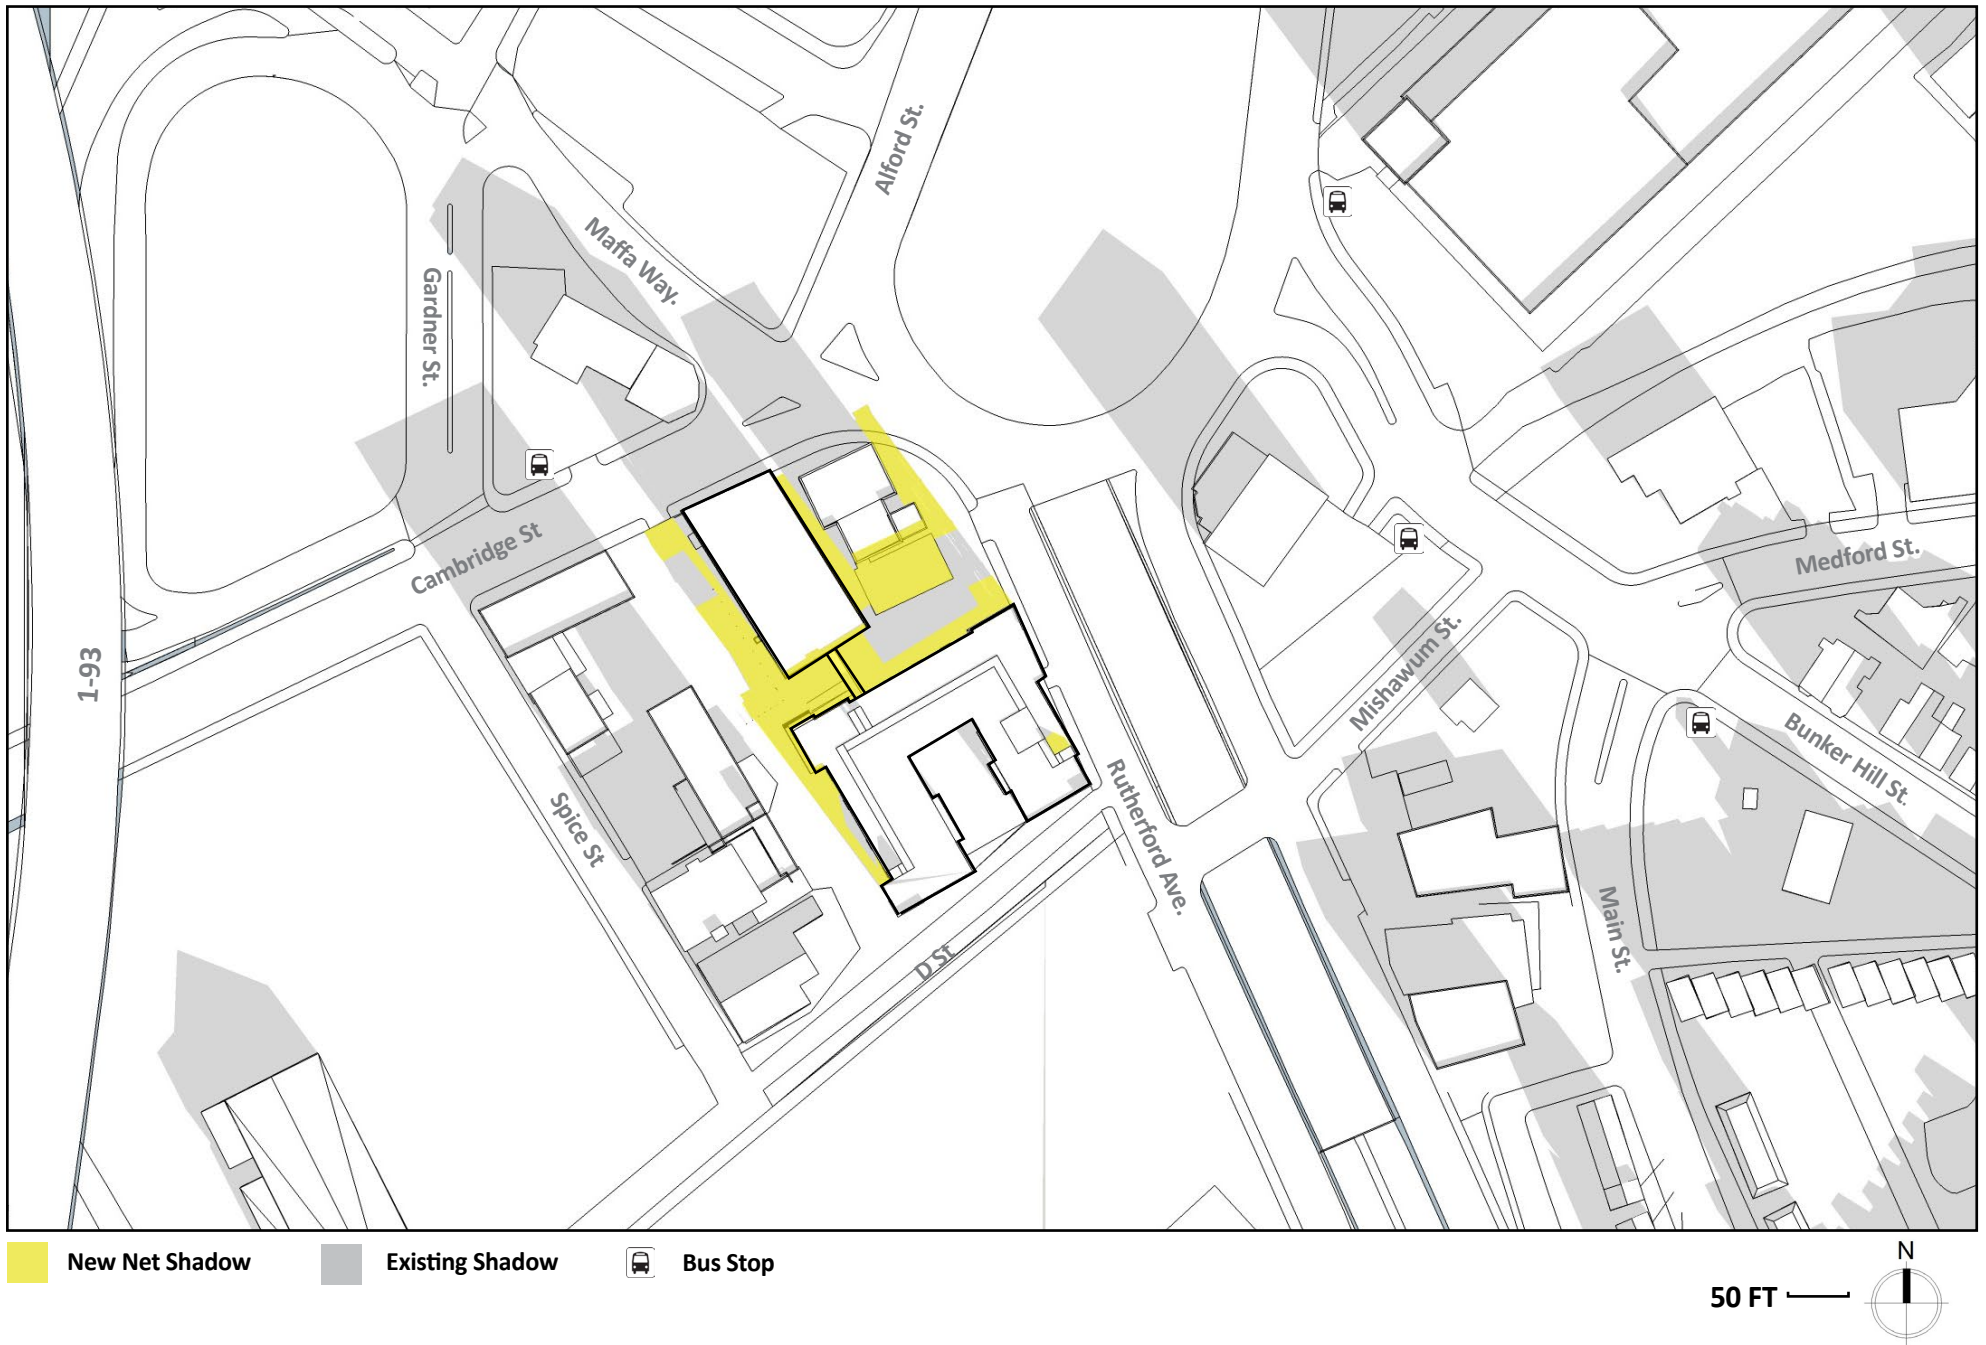 Alford St.
Maffa Way.
Gardner St.
Cambridge St
Medford St.
Mishawum St.
1-93
Bunker Hill St.
Spice St
Rutherford Ave.
Main St.
D St
New Net Shadow
Existing Shadow
Bus Stop
50 FT
N